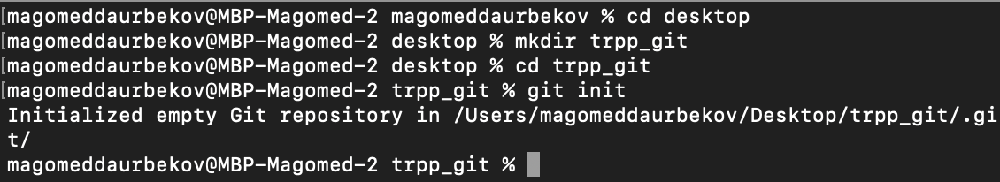 [magomeddaurbekov@MBP-Magomed-2 magomeddaurbekov % cd desktop
[magomeddaurbekov@MBP-Magomed-2 desktop % mkdir trpp_git
[magomeddaurbekov@MBP-Magomed-2 desktop % cd trpp_git
[magomeddaurbekov@MBP-Magomed-2 trpp_git % git init
Initialized empty Git repository in /Users/magomeddaurbekov/Desktop/trpp_git/.gi
t/
magomeddaurbekov@MBP-Magomed-2 trpp_git %